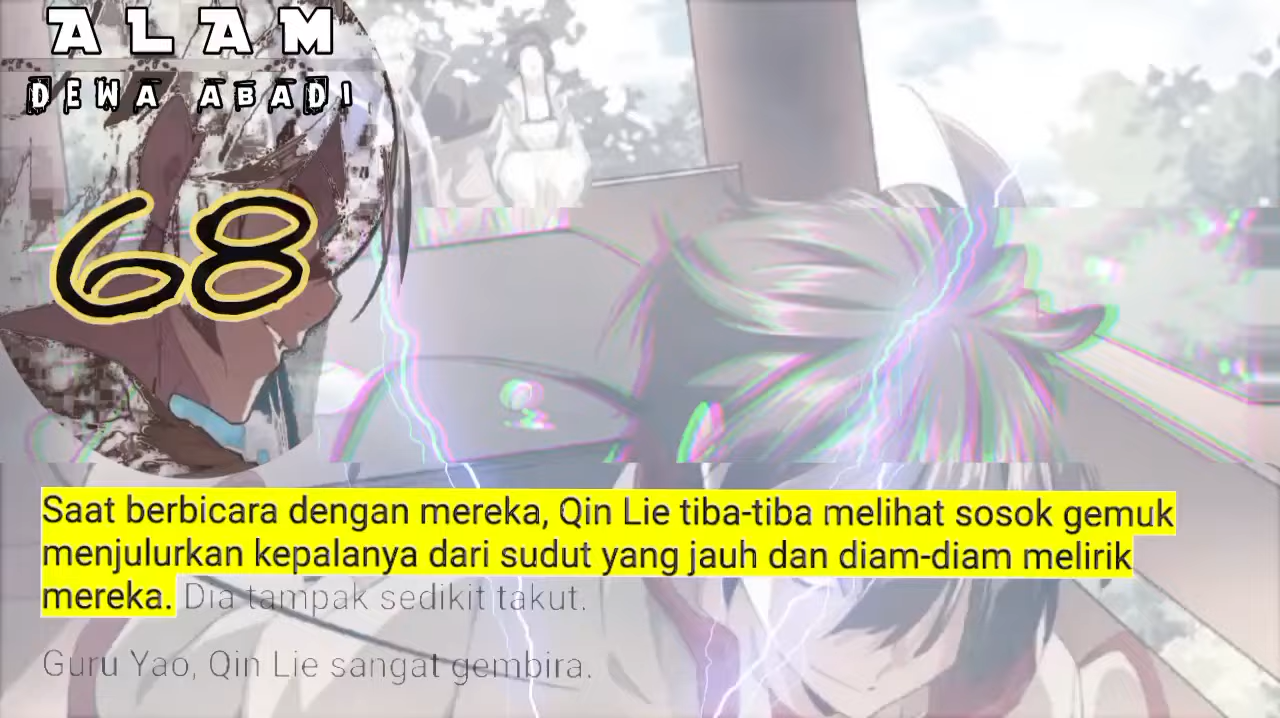 ALAM
DEWA ABADI
68
Saat berbicara dengan mereka, Qin Lie tiba-tiba melihat sosok gemuk
menjulurkan kepalanya dari sudut yang jauh dan diam-diam melirik
mereka. Dia tampak sedikit takut.
Guru Yao, Qin Lie sangat gembira.